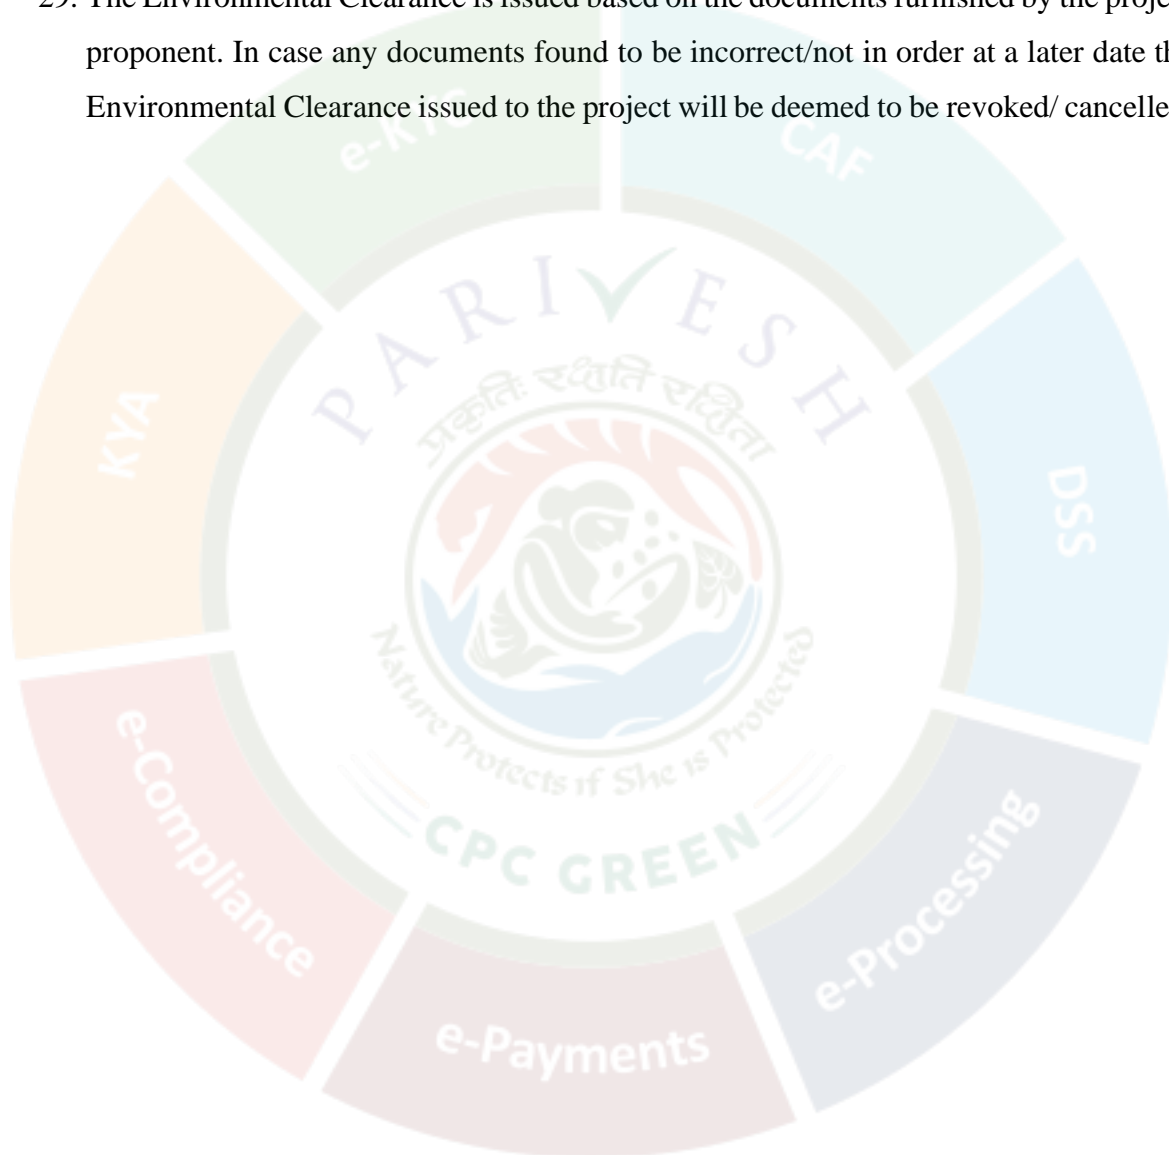 29. The Environmental Clearance is issued based on the documents furnished by the proje
proponent. In case any documents found to be incorrect/not in order at a later date th
Environmental Clearance issued to the project will be deemed to be revoked/ cancelle
e-KYC
CAF
KYA
DSS
PARIVESH
प्रकृतिः रक्षति रक्षिता
Nature Protects if She is Protected
CPC GREEN
e-Compliance
e-Processing
e-Payments